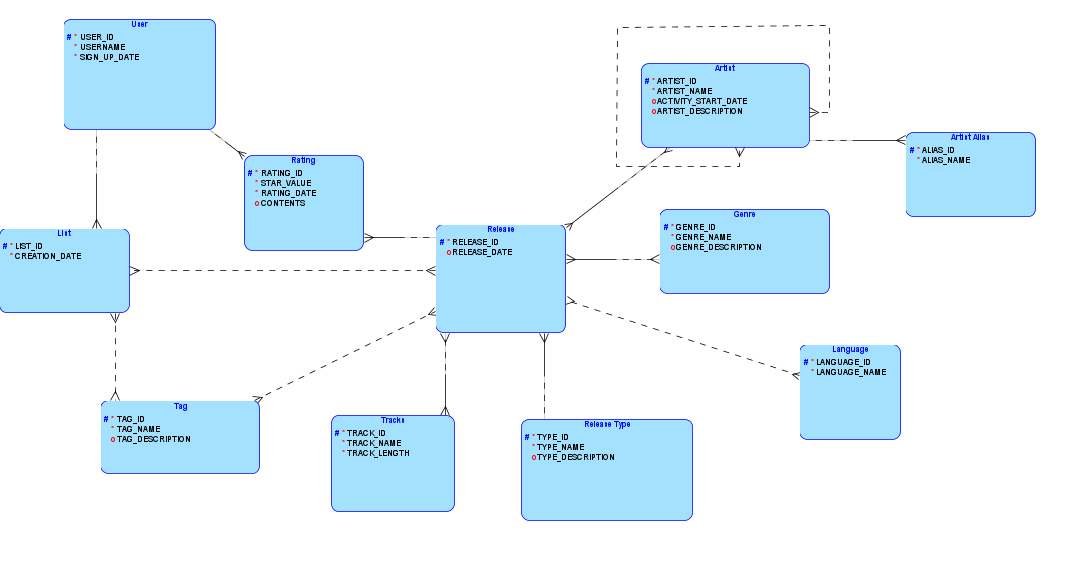 User
# * USER_ID
* USERNAME
* SIGN_UP_DATE
Artist
# * ARTIST_ID
* ARTIST_NAME
o ACTIVITY_START_DATE
o ARTIST_DESCRIPTION
Artist Alias
# * ALIAS_ID
* ALIAS_NAME
Rating
# * RATING_ID
* STAR_VALUE
* RATING_DATE
o CONTENTS
List
# * LIST_ID
* CREATION_DATE
Release
# * RELEASE_ID
o RELEASE_DATE
Genre
# * GENRE_ID
* GENRE_NAME
o GENRE_DESCRIPTION
Language
# * LANGUAGE_ID
* LANGUAGE_NAME
Tag
# * TAG_ID
* TAG_NAME
o TAG_DESCRIPTION
Tracks
# * TRACK_ID
* TRACK_NAME
* TRACK_LENGTH
Release Type
# * TYPE_ID
* TYPE_NAME
o TYPE_DESCRIPTION